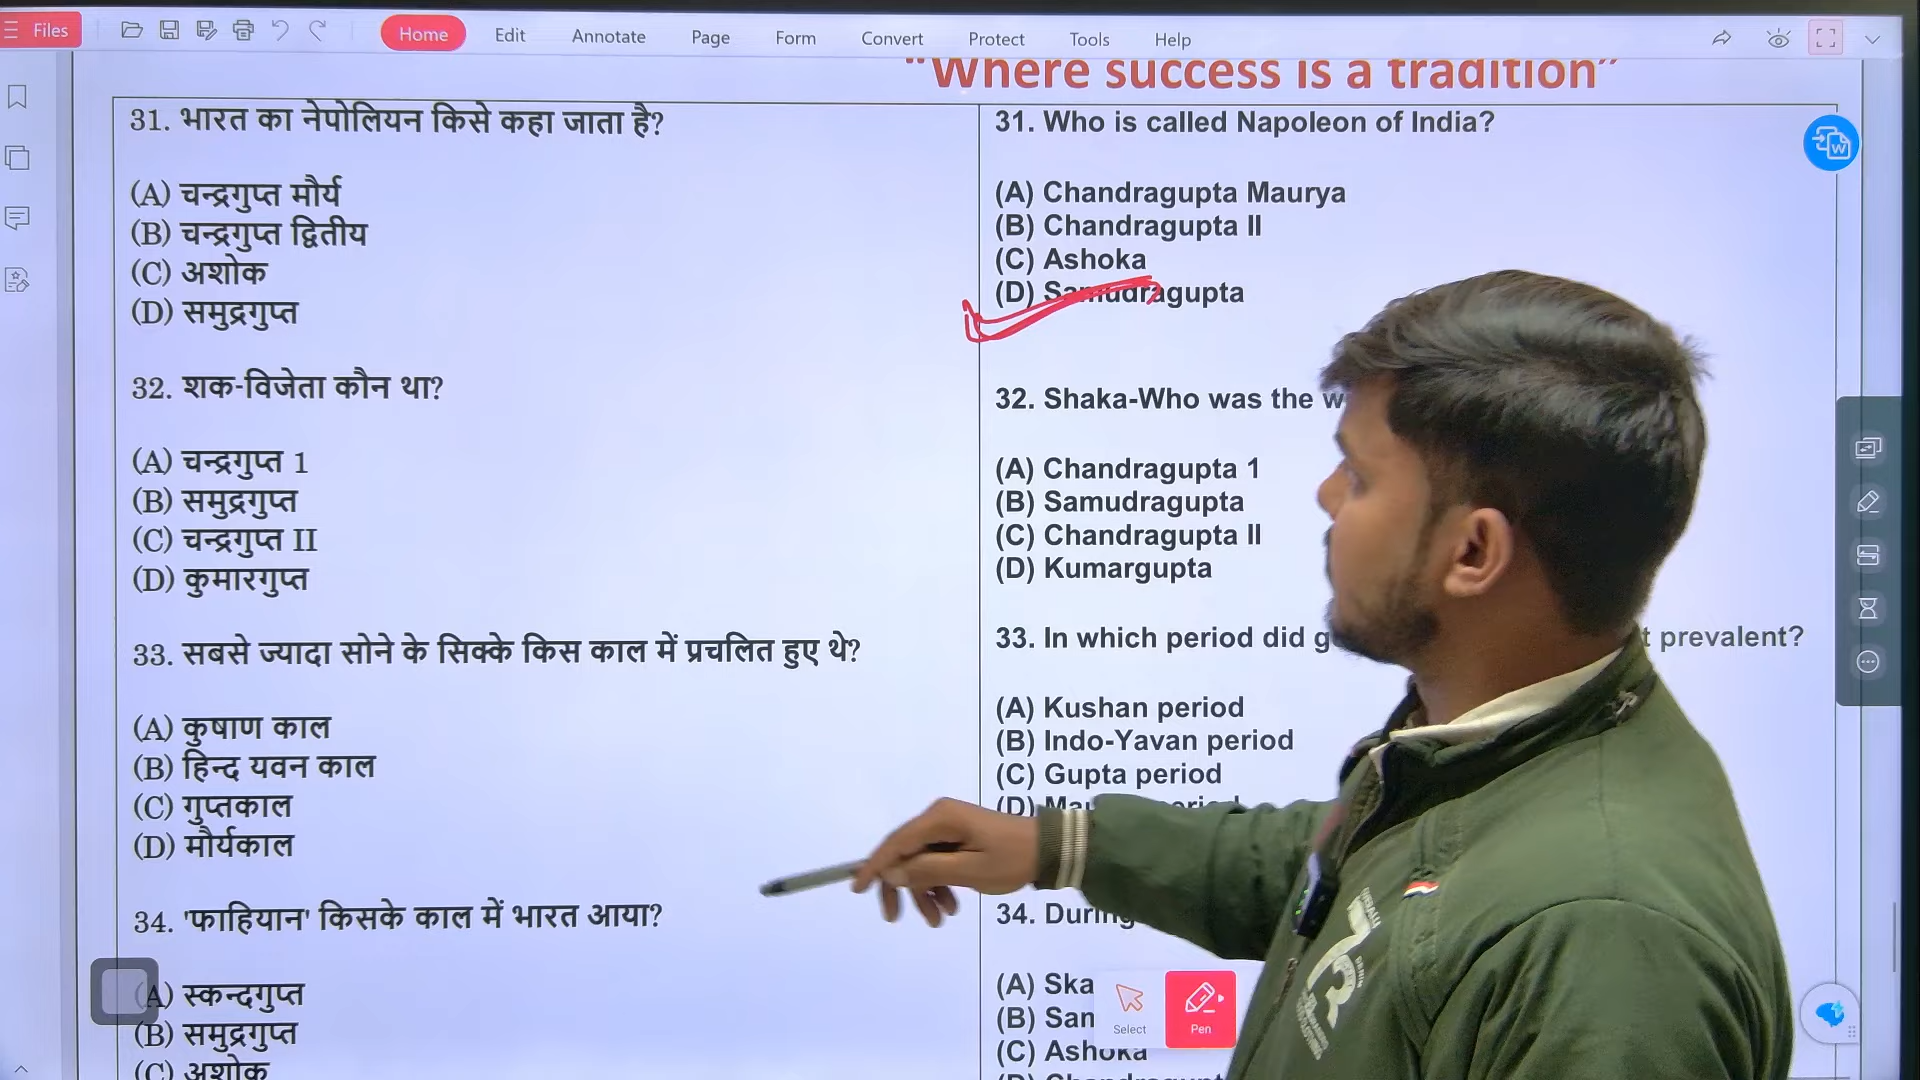 Files
Home
Edit
Annotate
Page
Form
Convert
Protect
Tools
Help
"Where success is a tradition"
31. भारत का नेपोलियन किसे कहा जाता है?
(A) चन्द्रगुप्त मौर्य
(B) चन्द्रगुप्त द्वितीय
(C) अशोक
(D) समुद्रगुप्त
32. शक-विजेता कौन था?
(A) चन्द्रगुप्त 1
(B) समुद्रगुप्त
(C) चन्द्रगुप्त II
(D) कुमारगुप्त
33. सबसे ज्यादा सोने के सिक्के किस काल में प्रचलित हुए थे?
(A) कुषाण काल
(B) हिन्द यवन काल
(C) गुप्तकाल
(D) मौर्यकाल
34. 'फाहियान' किसके काल में भारत आया?
(A) स्कन्दगुप्त
(B) समुद्रगुप्त
(C) अशोक
31. Who is called Napoleon of India?
(A) Chandragupta Maurya
(B) Chandragupta II
(C) Ashoka
(D) Samudragupta
32. Shaka-Who was the
(A) Chandragupta 1
(B) Samudragupta
(C) Chandragupta II
(D) Kumargupta
33. In which period did prevalent?
(A) Kushan period
(B) Indo-Yavan period
(C) Gupta period
(D)
34. During
(A) Ska
(B) Sam
(C) Ashoka
Select
Pen